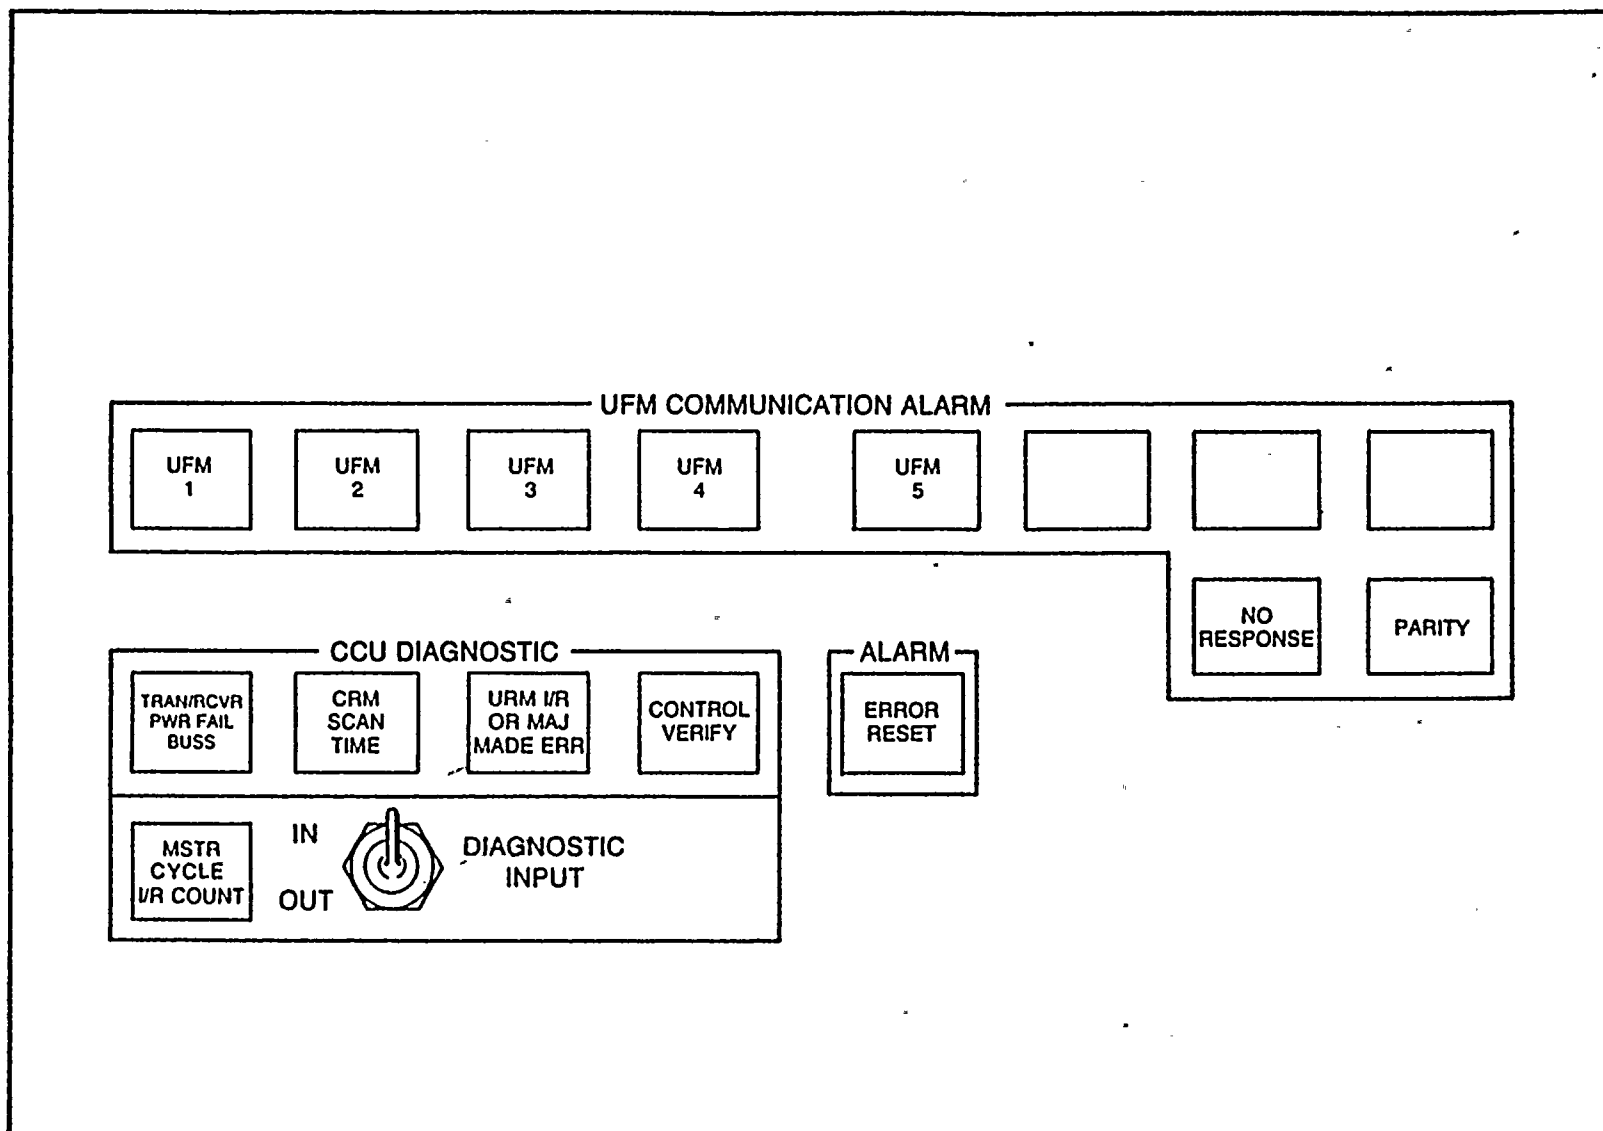 UFM COMMUNICATION ALARM
UFM
1
UFM
2
UFM
3
UFM
4
UFM
5
NO
RESPONSE
PARITY
CCU DIAGNOSTIC
TRAN/RCVR
PWR FAIL
BUSS
CRM
SCAN
TIME
URM I/R
OR MAJ
MADE ERR
CONTROL
VERIFY
ALARM
ERROR
RESET
MSTR
CYCLE
I/R COUNT
IN
OUT
DIAGNOSTIC
INPUT